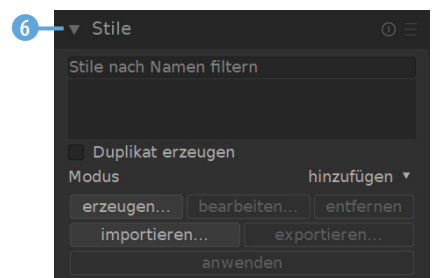 6 Stile
Stile nach Namen filtern
Duplikat erzeugen
Modus hinzufügen
erzeugen... bearbeiten... entfernen
importieren... exportieren...
anwenden